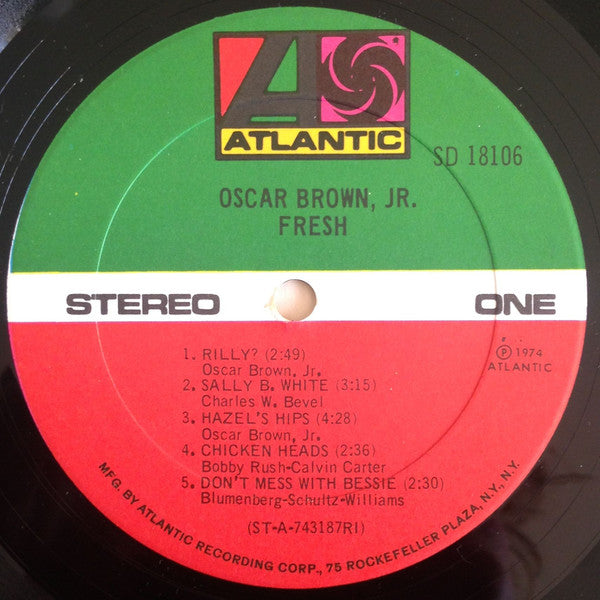 ATLANTIC
SD 18106
OSCAR BROWN, JR.
FRESH
STEREO
ONE
℗ 1974
ATLANTIC
1. RILLY? (2:49)
Oscar Brown, Jr.
2. SALLY B. WHITE (3:15)
Charles W. Bevel
3. HAZEL'S HIPS (4:28)
Oscar Brown, Jr.
4. CHICKEN HEADS (2:36)
Bobby Rush-Calvin Carter
5. DON'T MESS WITH BESSIE (2:30)
Blumenberg-Schultz-Williams
(ST-A-743187RI)
MFG. BY ATLANTIC RECORDING CORP., 75 ROCKEFELLER PLAZA, N.Y., N.Y.